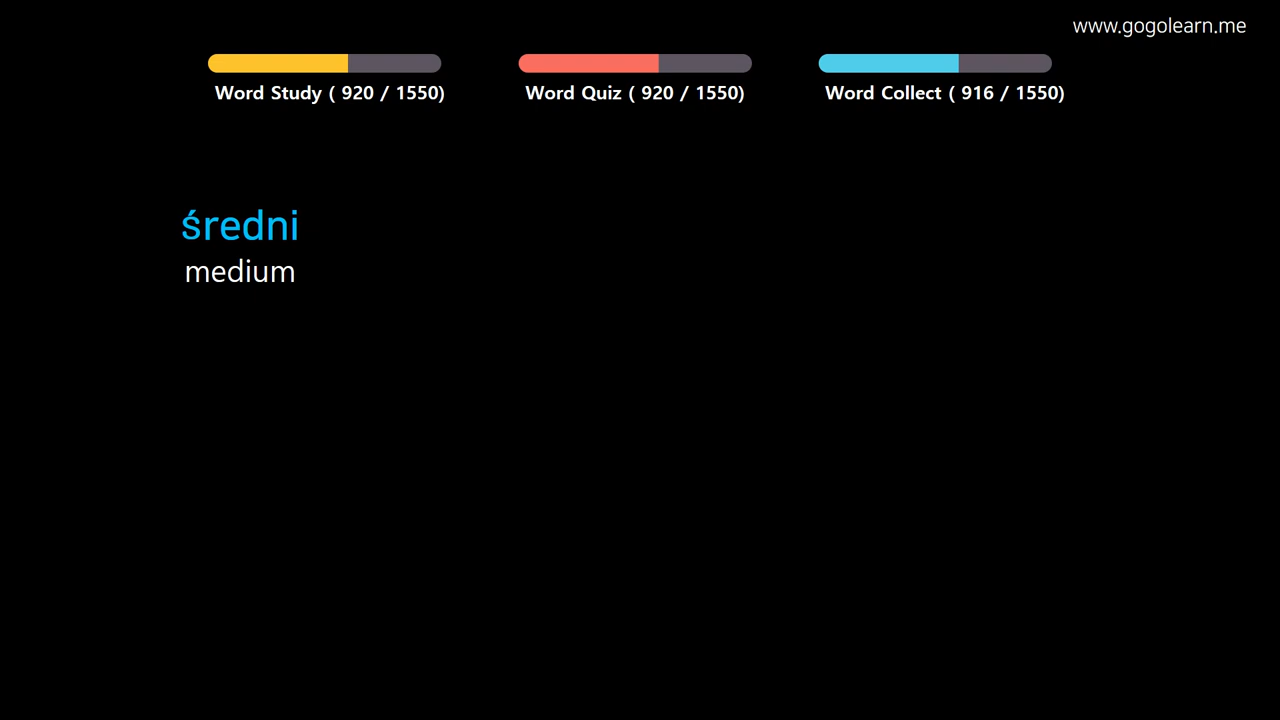 www.gogolearn.me
Word Study ( 920 / 1550)
Word Quiz ( 920 / 1550)
Word Collect ( 916 / 1550)
średni
medium